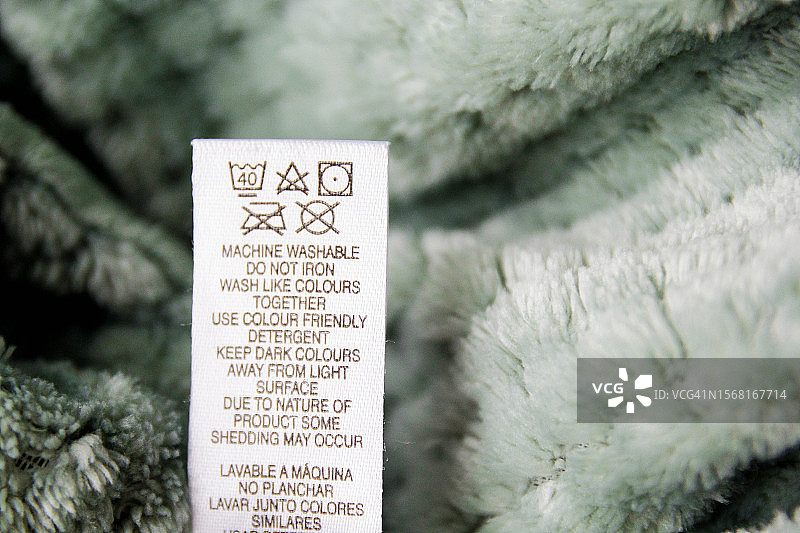 40
MACHINE WASHABLE
DO NOT IRON
WASH LIKE COLOURS
TOGETHER
USE COLOUR FRIENDLY
DETERGENT
KEEP DARK COLOURS
AWAY FROM LIGHT
SURFACE
DUE TO NATURE OF
PRODUCT SOME
SHEDDING MAY OCCUR
LAVABLE A MÁQUINA
NO PLANCHAR
LAVAR JUNTO COLORES
SIMILARES
VCG ID: VCG41N1568167714